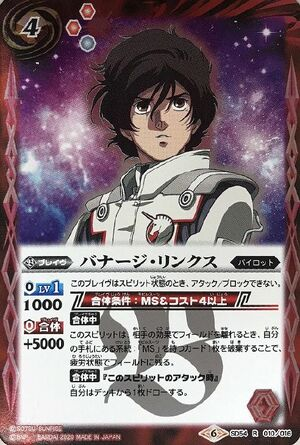 4
ブレイヴ
バナージ・リンクス
パイロット
0 LV1
1000
このブレイヴはスピリット状態のとき、アタック/ブロックできない。
合体条件：MS&コスト4以上
合体
+5000
合体中
このスピリットは、相手の効果でフィールドを離れるとき、自分の手札にある系統：「MS」を持つカード1枚を破棄することで、疲労状態でフィールドに残る。
合体中 『このスピリットのアタック時』
自分はデッキから1枚ドローする。
©SOTSU・SUNRISE
©BNP BANDAI 2020 MADE IN JAPAN
6
SD54 R 010/016